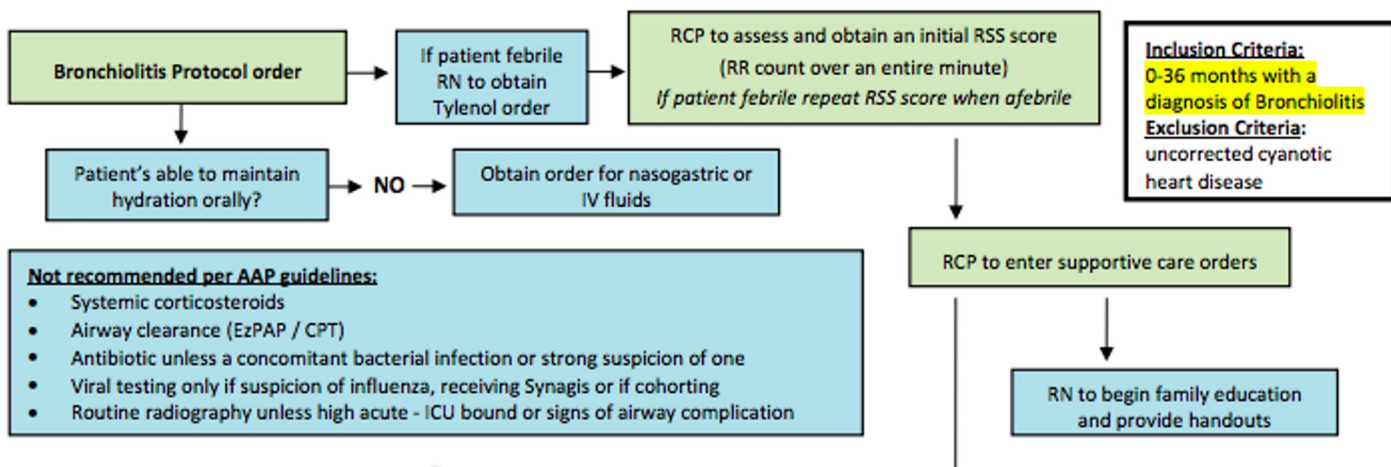 Bronchiolitis Protocol order
If patient febrile
RN to obtain
Tylenol order
RCP to assess and obtain an initial RSS score
(RR count over an entire minute)
If patient febrile repeat RSS score when afebrile
Inclusion Criteria:
0-36 months with a
diagnosis of Bronchiolitis
Exclusion Criteria:
uncorrected cyanotic
heart disease
Patient's able to maintain
hydration orally?
NO
Obtain order for nasogastric or
IV fluids
RCP to enter supportive care orders
Not recommended per AAP guidelines:
• Systemic corticosteroids
• Airway clearance (EzPAP / CPT)
• Antibiotic unless a concomitant bacterial infection or strong suspicion of one
• Viral testing only if suspicion of influenza, receiving Synagis or if cohorting
• Routine radiography unless high acute - ICU bound or signs of airway complication
RN to begin family education
and provide handouts